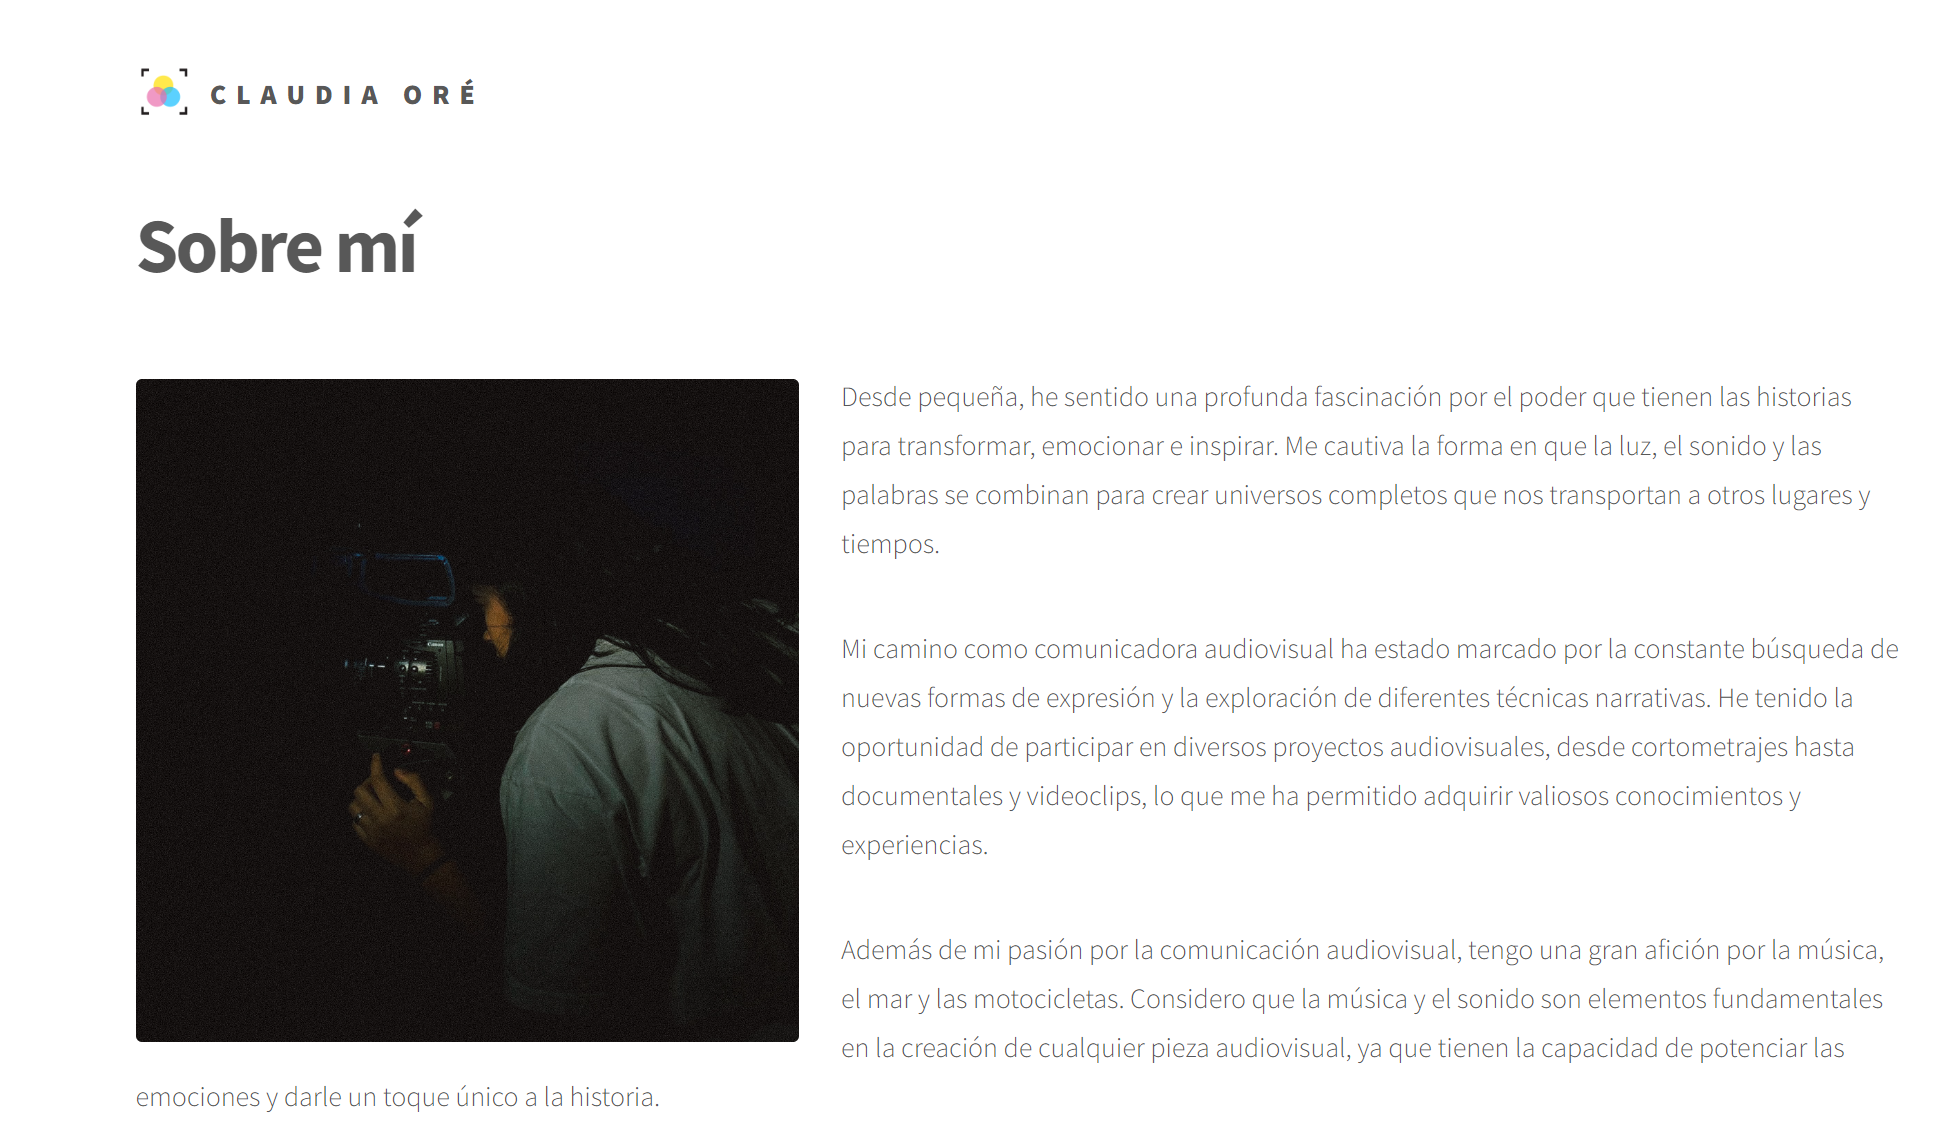 CLAUDIA ORÉ
Sobre mí
Desde pequeña, he sentido una profunda fascinación por el poder que tienen las historias
para transformar, emocionar e inspirar. Me cautiva la forma en que la luz, el sonido y las
palabras se combinan para crear universos completos que nos transportan a otros lugares y
tiempos.
Mi camino como comunicadora audiovisual ha estado marcado por la constante búsqueda de
nuevas formas de expresión y la exploración de diferentes técnicas narrativas. He tenido la
oportunidad de participar en diversos proyectos audiovisuales, desde cortometrajes hasta
documentales y videoclips, lo que me ha permitido adquirir valiosos conocimientos y
experiencias.
Además de mi pasión por la comunicación audiovisual, tengo una gran afición por la música,
el mar y las motocicletas. Considero que la música y el sonido son elementos fundamentales
en la creación de cualquier pieza audiovisual, ya que tienen la capacidad de potenciar las
emociones y darle un toque único a la historia.